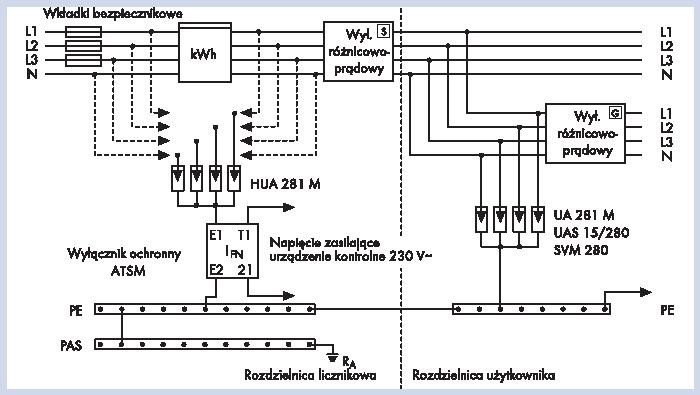 Wkładki bezpiecznikowe
L1
L2
L3
N
kWh
Wył. S
różnicowo-
prądowy
L1
L2
L3
N
Wył. G
różnicowo-
prądowy
L1
L2
L3
N
HUA 281 M
E1 T1
IFN
E2 21
Wyłącznik ochronny
ATSM
Napięcie zasilające
urządzenie kontrolne 230 V~
UA 281 M
UAS 15/280
SVM 280
PE
PE
PAS
RA
Rozdzielnica licznikowa
Rozdzielnica użytkownika